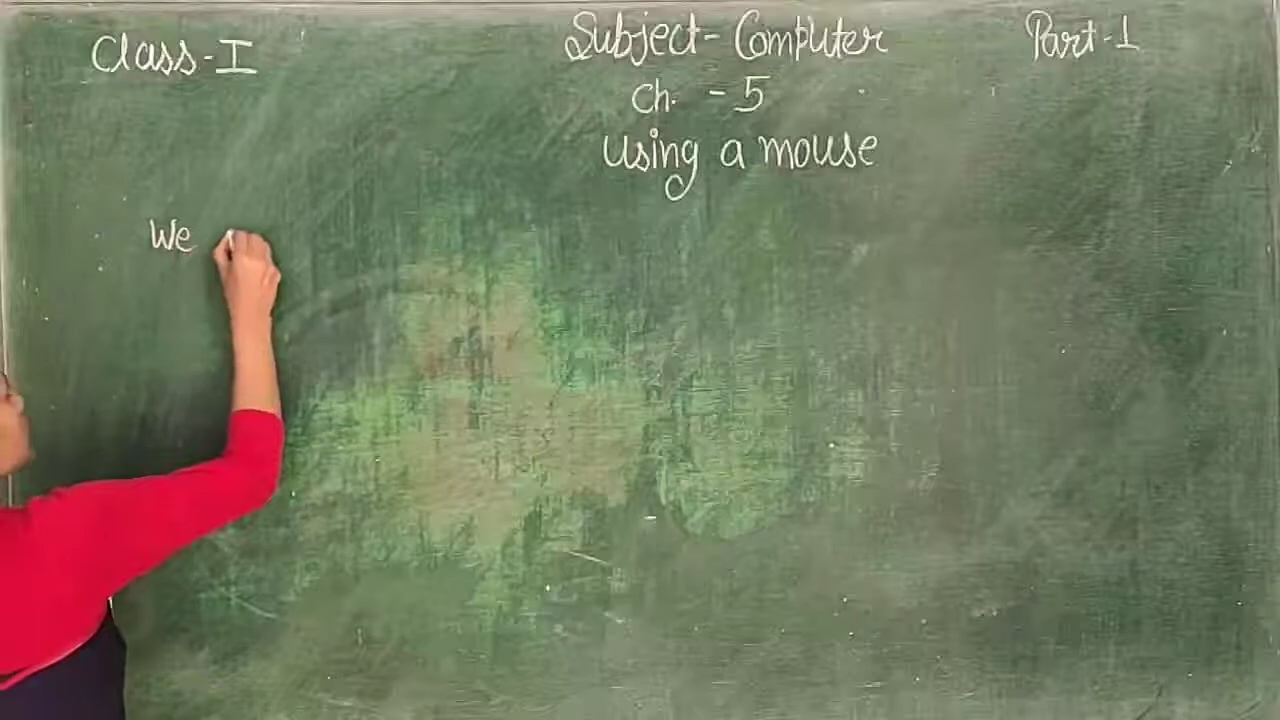 Class-I
Subject- Computer
Part-1
Ch. - 5
Using a mouse
We